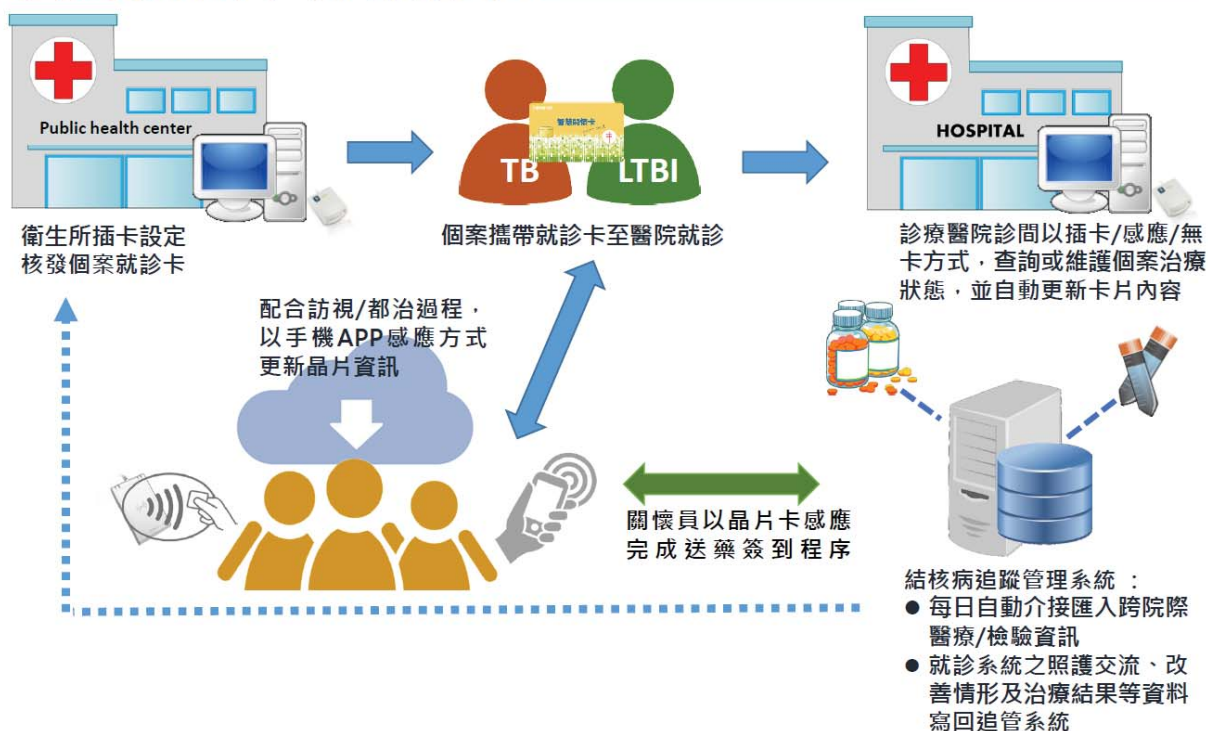 Public health center
衛生所插卡設定
核發個案就診卡
TB
LTBI
個案攜帶就診卡至醫院就診
HOSPITAL
診療醫院診間以插卡/感應/無
卡方式，查詢或維護個案治療
狀態，並自動更新卡片內容
配合訪視/都治過程，
以手機APP感應方式
更新晶片資訊
關懷員以晶片卡感應
完成送藥簽到程序
結核病追蹤管理系統 ：
● 每日自動介接匯入跨院際
醫療/檢驗資訊
● 就診系統之照護交流、改
善情形及治療結果等資料
寫回追管系統